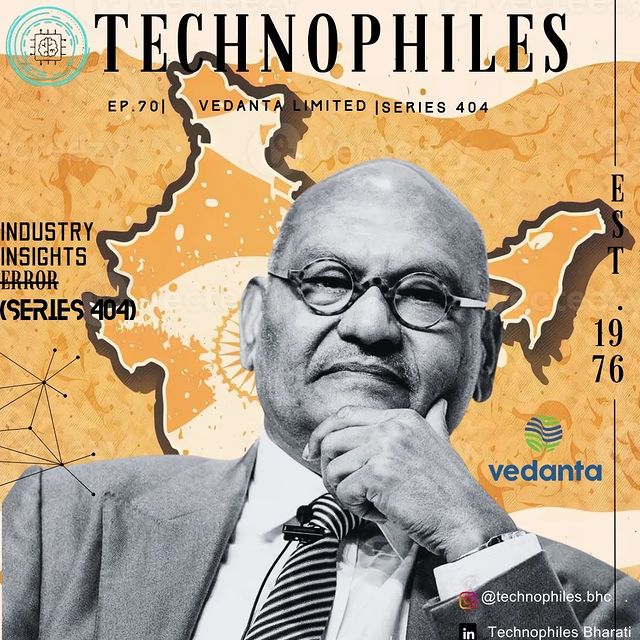 TECHNOPHILES
EP.70| VEDANTA LIMITED |SERIES 404
EST. 1976
INDUSTRY
INSIGHTS
ERROR
(SERIES 404)
vedanta
@technophiles.bhc
in Technophiles Bharati